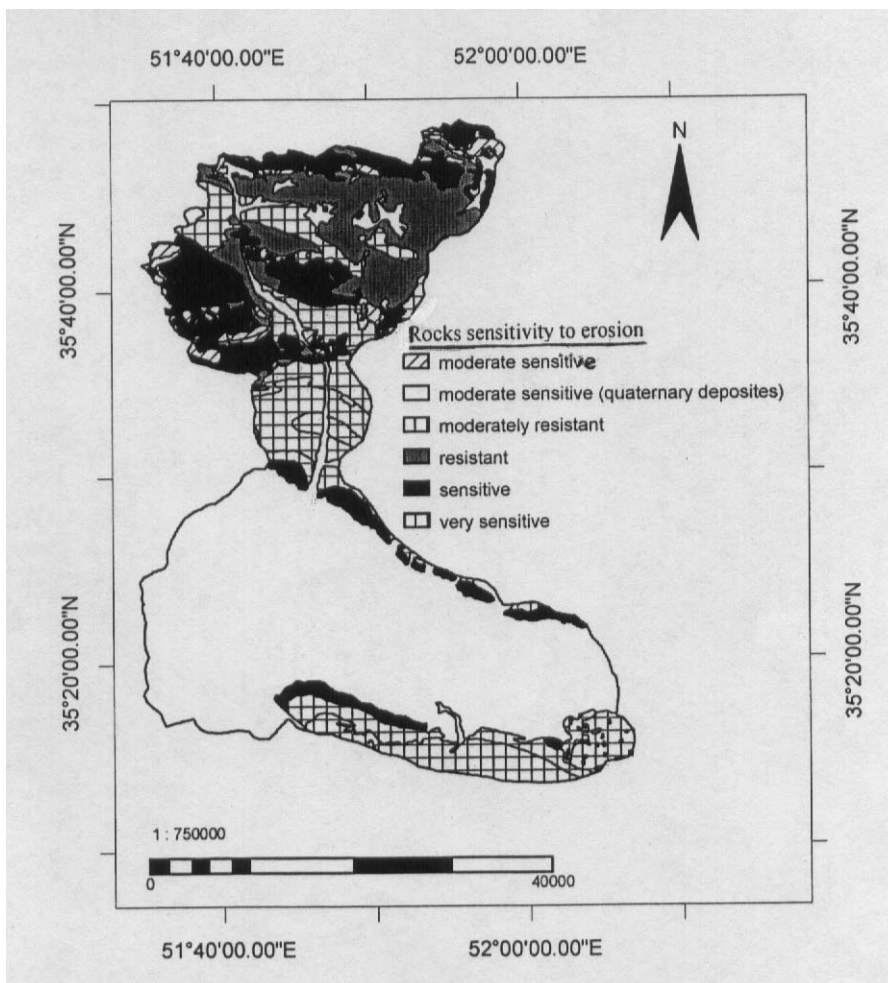 51°40'00.00"E
52°00'00.00"E
N
35°40'00.00"N
35°40'00.00"N
Rocks sensitivity to erosion
moderate sensitive
moderate sensitive (quaternary deposites)
moderately resistant
resistant
sensitive
very sensitive
35°20'00.00"N
35°20'00.00"N
1 : 750000
0
40000
51°40'00.00"E
52°00'00.00"E